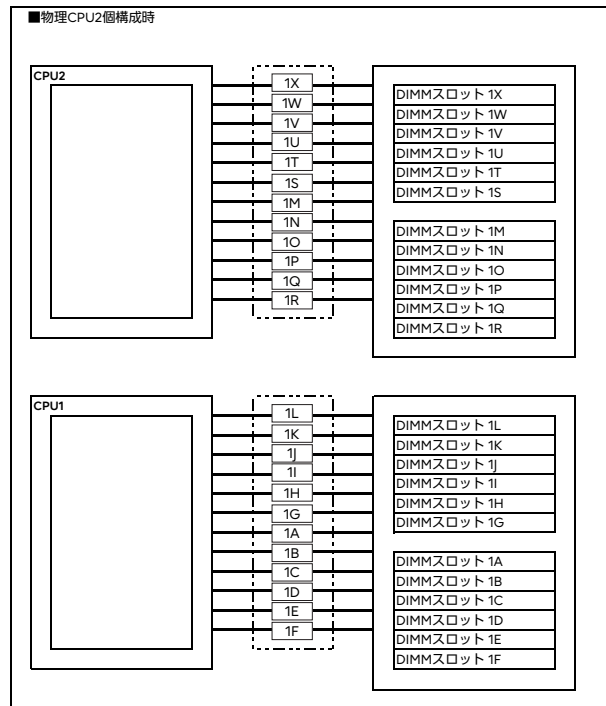 ■物理CPU2個構成時
CPU2
1X
1W
1V
1U
1T
1S
1M
1N
1O
1P
1Q
1R
DIMMスロット 1X
DIMMスロット 1W
DIMMスロット 1V
DIMMスロット 1U
DIMMスロット 1T
DIMMスロット 1S
DIMMスロット 1M
DIMMスロット 1N
DIMMスロット 1O
DIMMスロット 1P
DIMMスロット 1Q
DIMMスロット 1R
CPU1
1L
1K
1J
1I
1H
1G
1A
1B
1C
1D
1E
1F
DIMMスロット 1L
DIMMスロット 1K
DIMMスロット 1J
DIMMスロット 1I
DIMMスロット 1H
DIMMスロット 1G
DIMMスロット 1A
DIMMスロット 1B
DIMMスロット 1C
DIMMスロット 1D
DIMMスロット 1E
DIMMスロット 1F